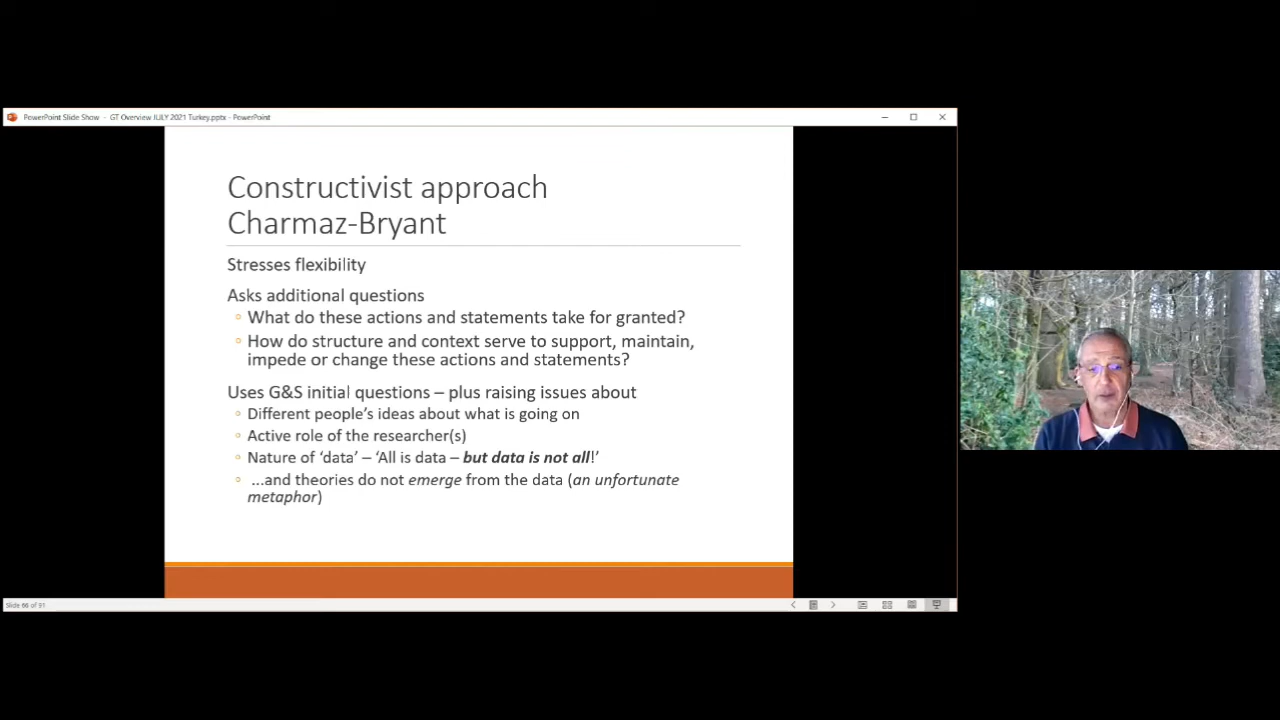 PowerPoint Slide Show - GT Overview JULY 2021 Turkey.pptx - PowerPoint
Constructivist approach
Charmaz-Bryant
Stresses flexibility
Asks additional questions
What do these actions and statements take for granted?
How do structure and context serve to support, maintain,
impede or change these actions and statements?
Uses G&S initial questions – plus raising issues about
Different people’s ideas about what is going on
Active role of the researcher(s)
Nature of ‘data’ – ‘All is data – but data is not all!’
...and theories do not emerge from the data (an unfortunate
metaphor)
Slide 66 of 91